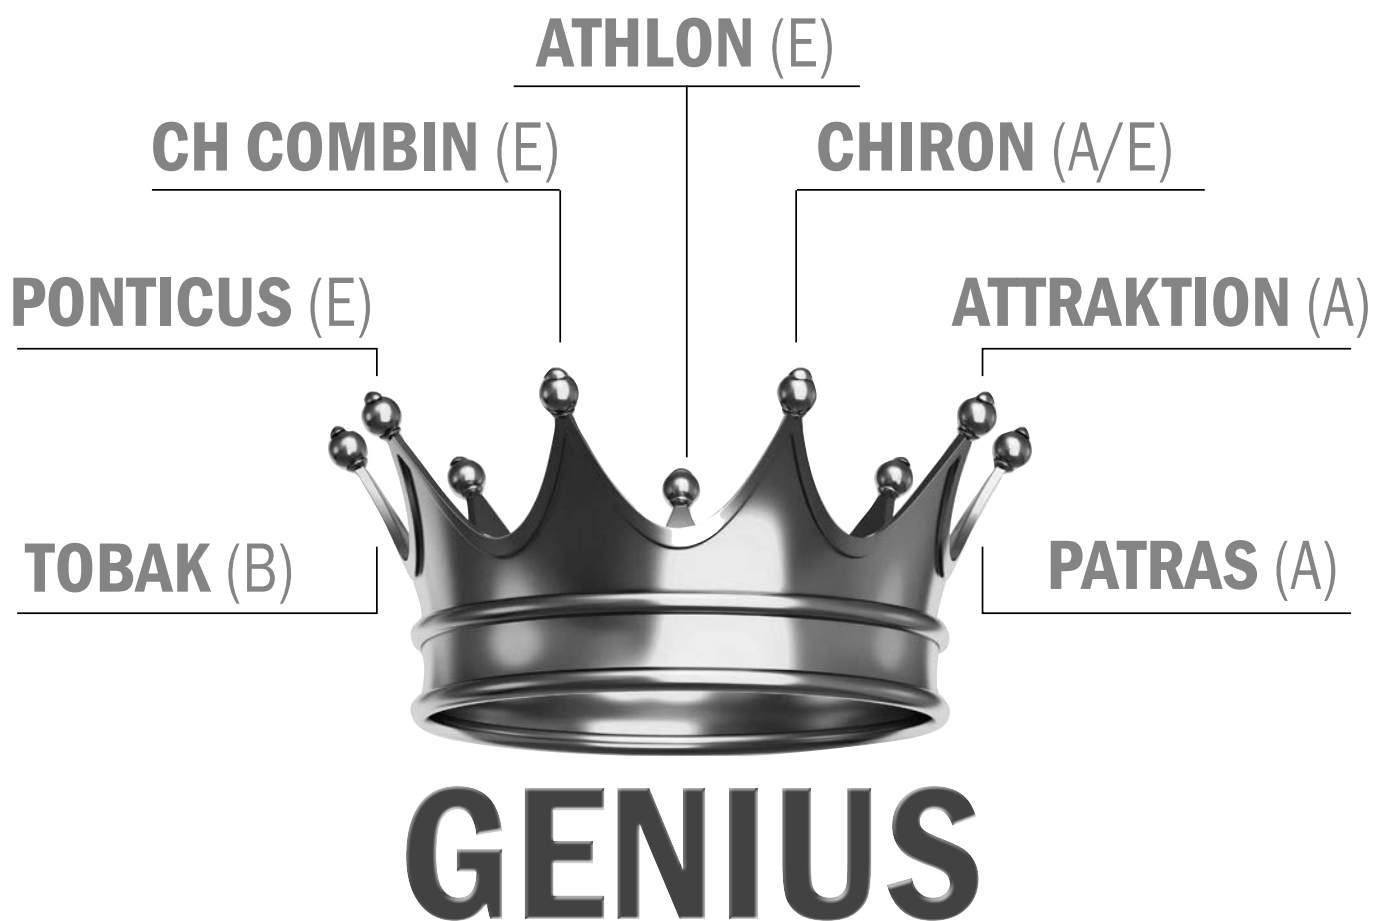 ATHLON (E)
CH COMBIN (E)
CHIRON (A/E)
PONTICUS (E)
ATTRAKTION (A)
TOBAK (B)
PATRAS (A)
GENIUS